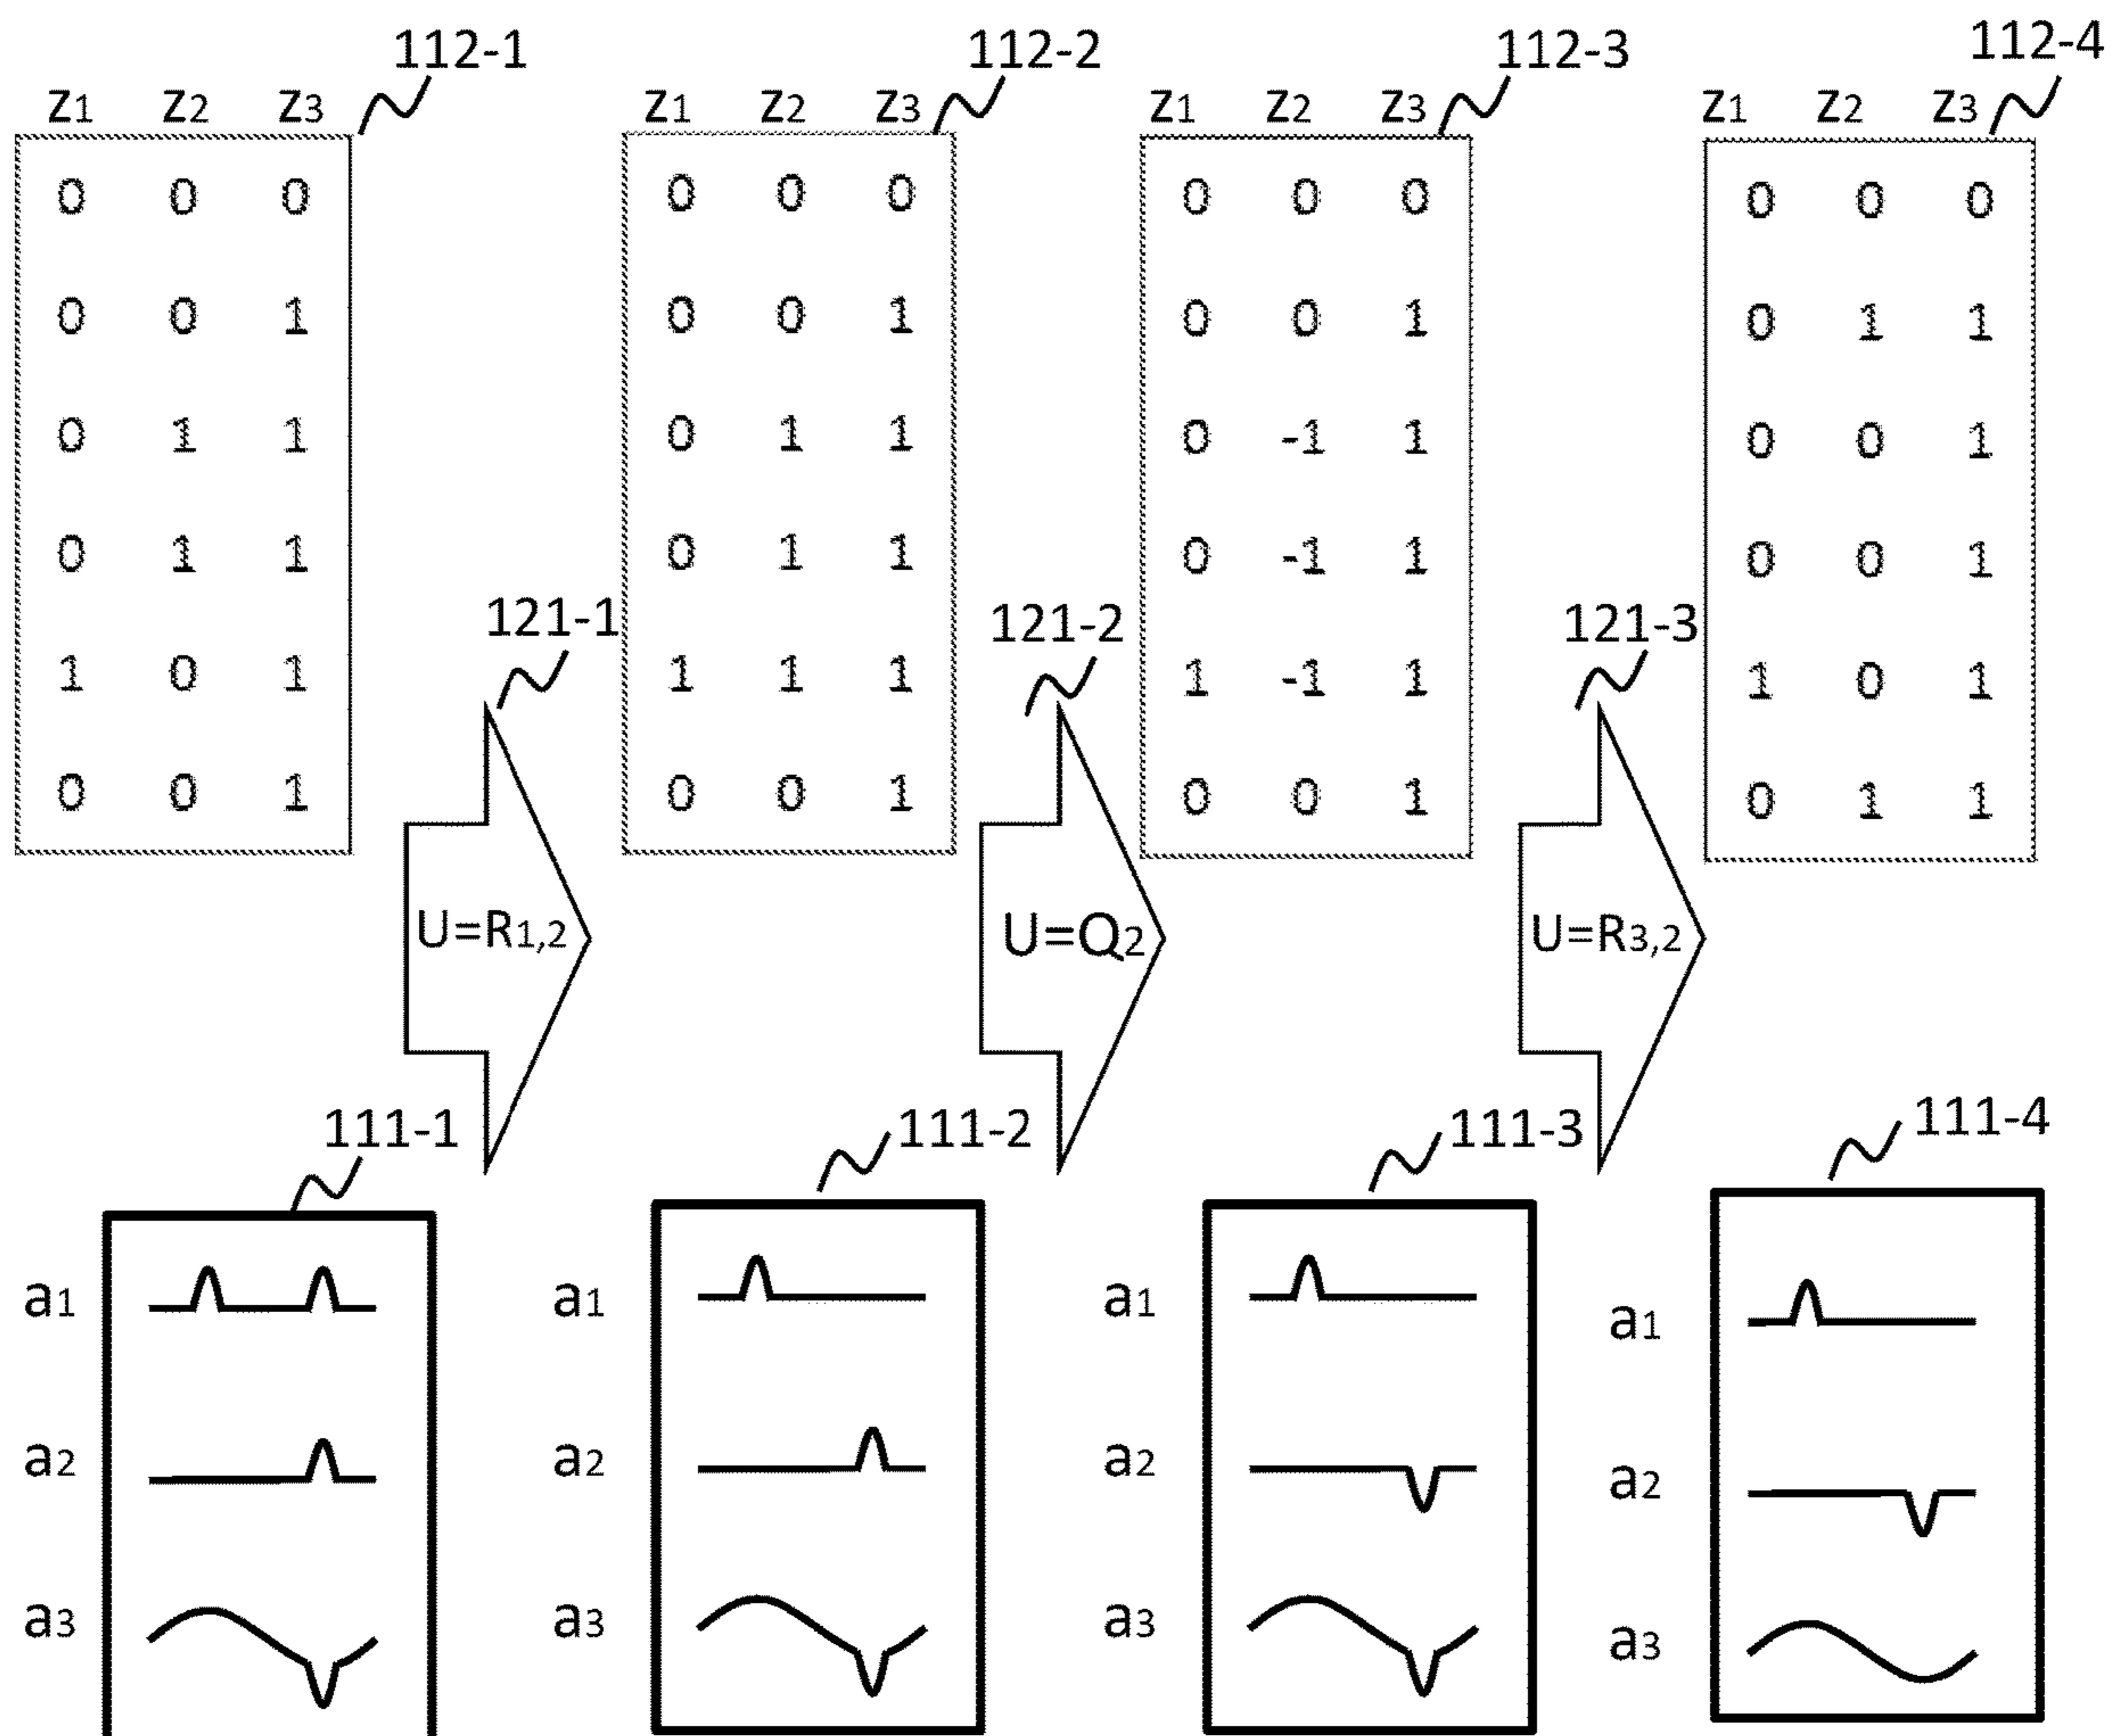 112-1 112-2 112-3 112-4
z1 z2 z3 z1 z2 z3 z1 z2 z3 z1 z2 z3
0 0 0 0 0 0 0 0 0 0 0 0
0 0 1 0 0 1 0 0 1 0 1 1
0 1 1 0 1 1 0 -1 1 0 0 1
0 1 1 0 1 1 0 -1 1 0 0 1
121-1 121-2 121-3
1 0 1 1 1 1 1 -1 1 1 0 1
0 0 1 0 0 1 0 0 1 0 1 1
U=R1,2 U=Q2 U=R3,2
111-1 111-2 111-3 111-4
a1 a1 a1 a1
a2 a2 a2 a2
a3 a3 a3 a3